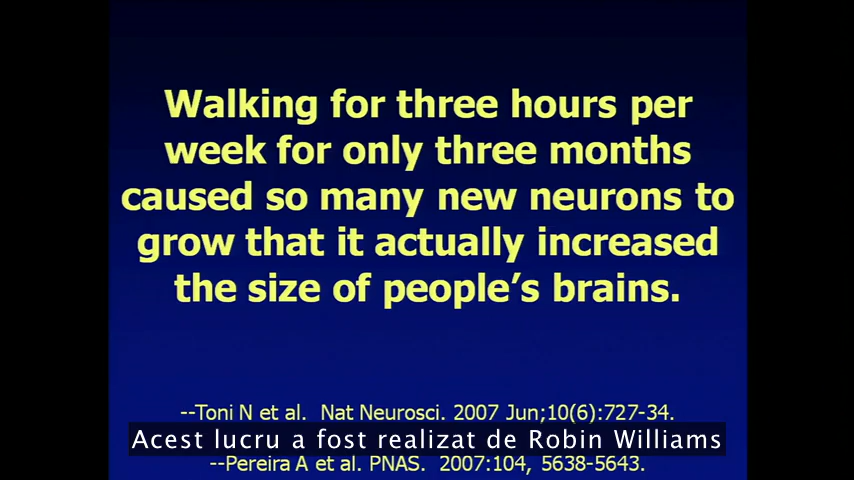 Walking for three hours per
week for only three months
caused so many new neurons to
grow that it actually increased
the size of people's brains.
--Toni N et al. Nat Neurosci. 2007 Jun;10(6):727-34.
Acest lucru a fost realizat de Robin Williams
--Pereira A et al. PNAS. 2007:104, 5638-5643.